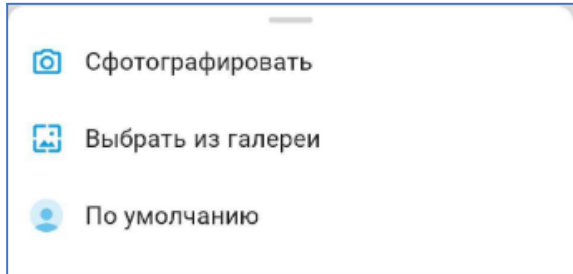 Сфотографировать
Выбрать из галереи
По умолчанию